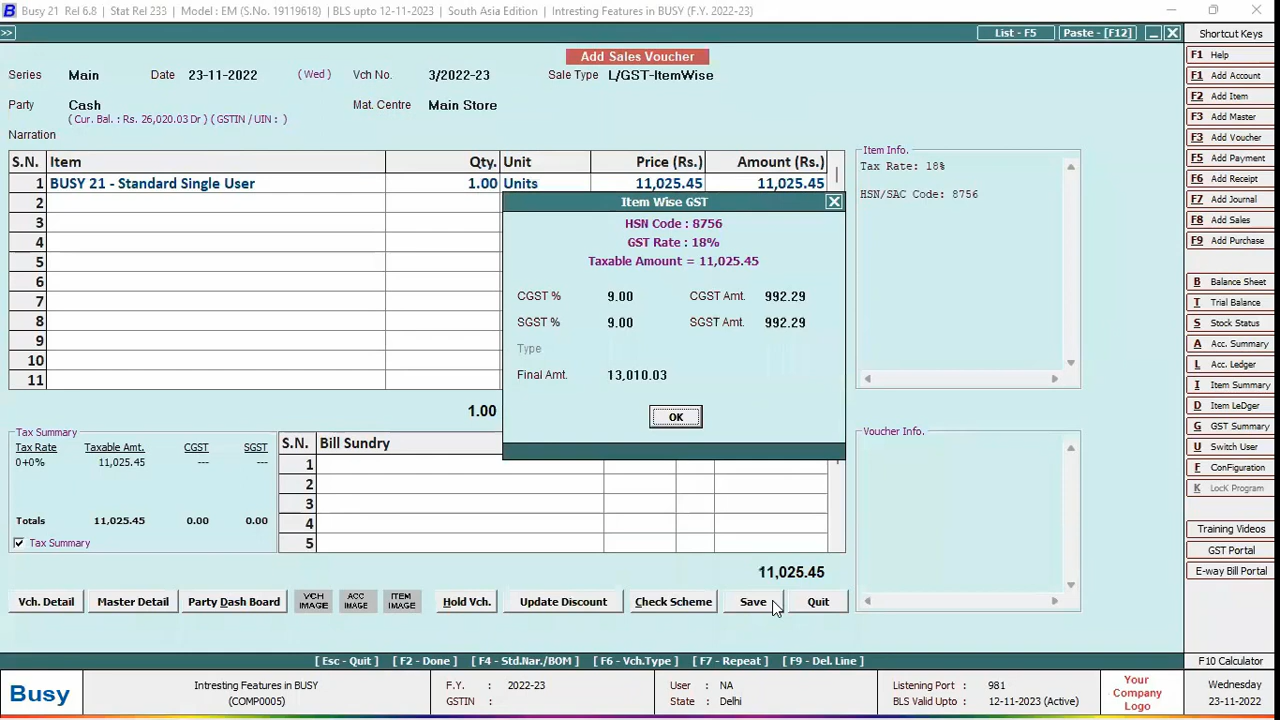 Busy 21 Rel 6.8 | Stat Rel 233 | Model : EM (S.No. 19119618) | BLS upto 12-11-2023 | South Asia Edition | Intresting Features in BUSY (F.Y. 2022-23)
>> List - F5 Paste - [F12] Shortcut Keys
Add Sales Voucher
Series Main Date 23-11-2022 (Wed) Vch No. 3/2022-23 Sale Type L/GST-ItemWise
Party Cash Mat. Centre Main Store
( Cur. Bal. : Rs. 26,020.03 Dr ) ( GSTIN / UIN : )
Narration
S.N. Item Qty. Unit Price (Rs.) Amount (Rs.)
1 BUSY 21 - Standard Single User 1.00 Units 11,025.45 11,025.45
2
3
4
5
6
7
8
9
10
11
1.00
Item Wise GST
HSN Code : 8756
GST Rate : 18%
Taxable Amount = 11,025.45
CGST % 9.00 CGST Amt. 992.29
SGST % 9.00 SGST Amt. 992.29
Type
Final Amt. 13,010.03
OK
Item Info.
Tax Rate: 18%
HSN/SAC Code: 8756
Tax Summary
Tax Rate Taxable Amt. CGST SGST
0+0% 11,025.45 --- ---
Totals 11,025.45 0.00 0.00
Tax Summary
S.N. Bill Sundry
1
2
3
4
5
11,025.45
Voucher Info.
Vch. Detail Master Detail Party Dash Board VCH IMAGE ACC IMAGE ITEM IMAGE Hold Vch. Update Discount Check Scheme Save Quit
[ Esc - Quit ] [ F2 - Done ] [ F4 - Std.Nar./BOM ] [ F6 - Vch.Type ] [ F7 - Repeat ] [ F9 - Del. Line ]
F1 Help
F1 Add Account
F2 Add Item
F3 Add Master
F3 Add Voucher
F5 Add Payment
F6 Add Receipt
F7 Add Journal
F8 Add Sales
F9 Add Purchase
B Balance Sheet
T Trial Balance
S Stock Status
A Acc. Summary
L Acc. Ledger
I Item Summary
D Item LeDger
G GST Summary
U Switch User
F Configuration
K LocK Program
Training Videos
GST Portal
E-way Bill Portal
F10 Calculator
Busy
Intresting Features in BUSY
(COMP0005)
F.Y. : 2022-23
GSTIN :
User : NA
State : Delhi
Listening Port : 981
BLS Valid Upto : 12-11-2023 (Active)
Your
Company
Logo
Wednesday
23-11-2022